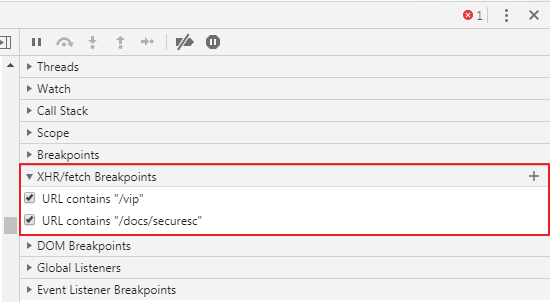 1
Threads
Watch
Call Stack
Scope
Breakpoints
XHR/fetch Breakpoints
URL contains "/vip"
URL contains "/docs/securesc"
DOM Breakpoints
Global Listeners
Event Listener Breakpoints